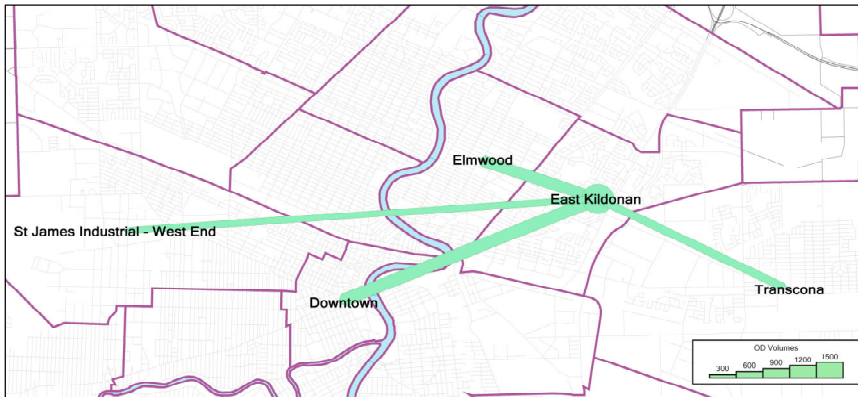 Elmwood
East Kildonan
St James Industrial - West End
Transcona
Downtown
OD Volumes
300 600 900 1200 1500